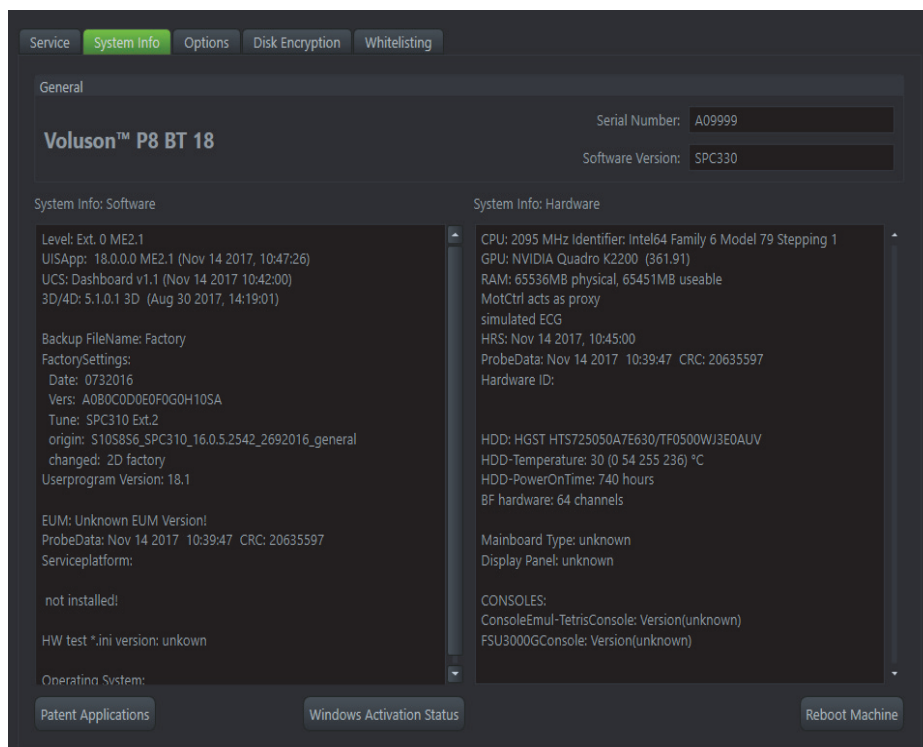 Service System Info Options Disk Encryption Whitelisting
General
Voluson™ P8 BT 18
Serial Number: A09999
Software Version: SPC330
System Info: Software
Level: Ext. 0 ME2.1
UISApp: 18.0.0.0 ME2.1 (Nov 14 2017, 10:47:26)
UCS: Dashboard v1.1 (Nov 14 2017 10:42:00)
3D/4D: 5.1.0.1 3D (Aug 30 2017, 14:19:01)
Backup FileName: Factory
FactorySettings:
Date: 0732016
Vers: A0B0C0D0E0F0G0H10SA
Tune: SPC310 Ext.2
origin: S10S8S6_SPC310_16.0.5.2542_2692016_general
changed: 2D factory
Userprogram Version: 18.1
EUM: Unknown EUM Version!
ProbeData: Nov 14 2017 10:39:47 CRC: 20635597
Serviceplatform:
not installed!
HW test *.ini version: unkown
Operating System:
System Info: Hardware
CPU: 2095 MHz Identifier: Intel64 Family 6 Model 79 Stepping 1
GPU: NVIDIA Quadro K2200 (361.91)
RAM: 65536MB physical, 65451MB useable
MotCtrl acts as proxy
simulated ECG
HRS: Nov 14 2017, 10:45:00
ProbeData: Nov 14 2017 10:39:47 CRC: 20635597
Hardware ID:
HDD: HGST HTS725050A7E630/TF0500WJ3E0AUV
HDD-Temperature: 30 (0 54 255 236) °C
HDD-PowerOnTime: 740 hours
BF hardware: 64 channels
Mainboard Type: unknown
Display Panel: unknown
CONSOLES:
ConsoleEmul-TetrisConsole: Version(unknown)
FSU3000GConsole: Version(unknown)
Patent Applications Windows Activation Status Reboot Machine